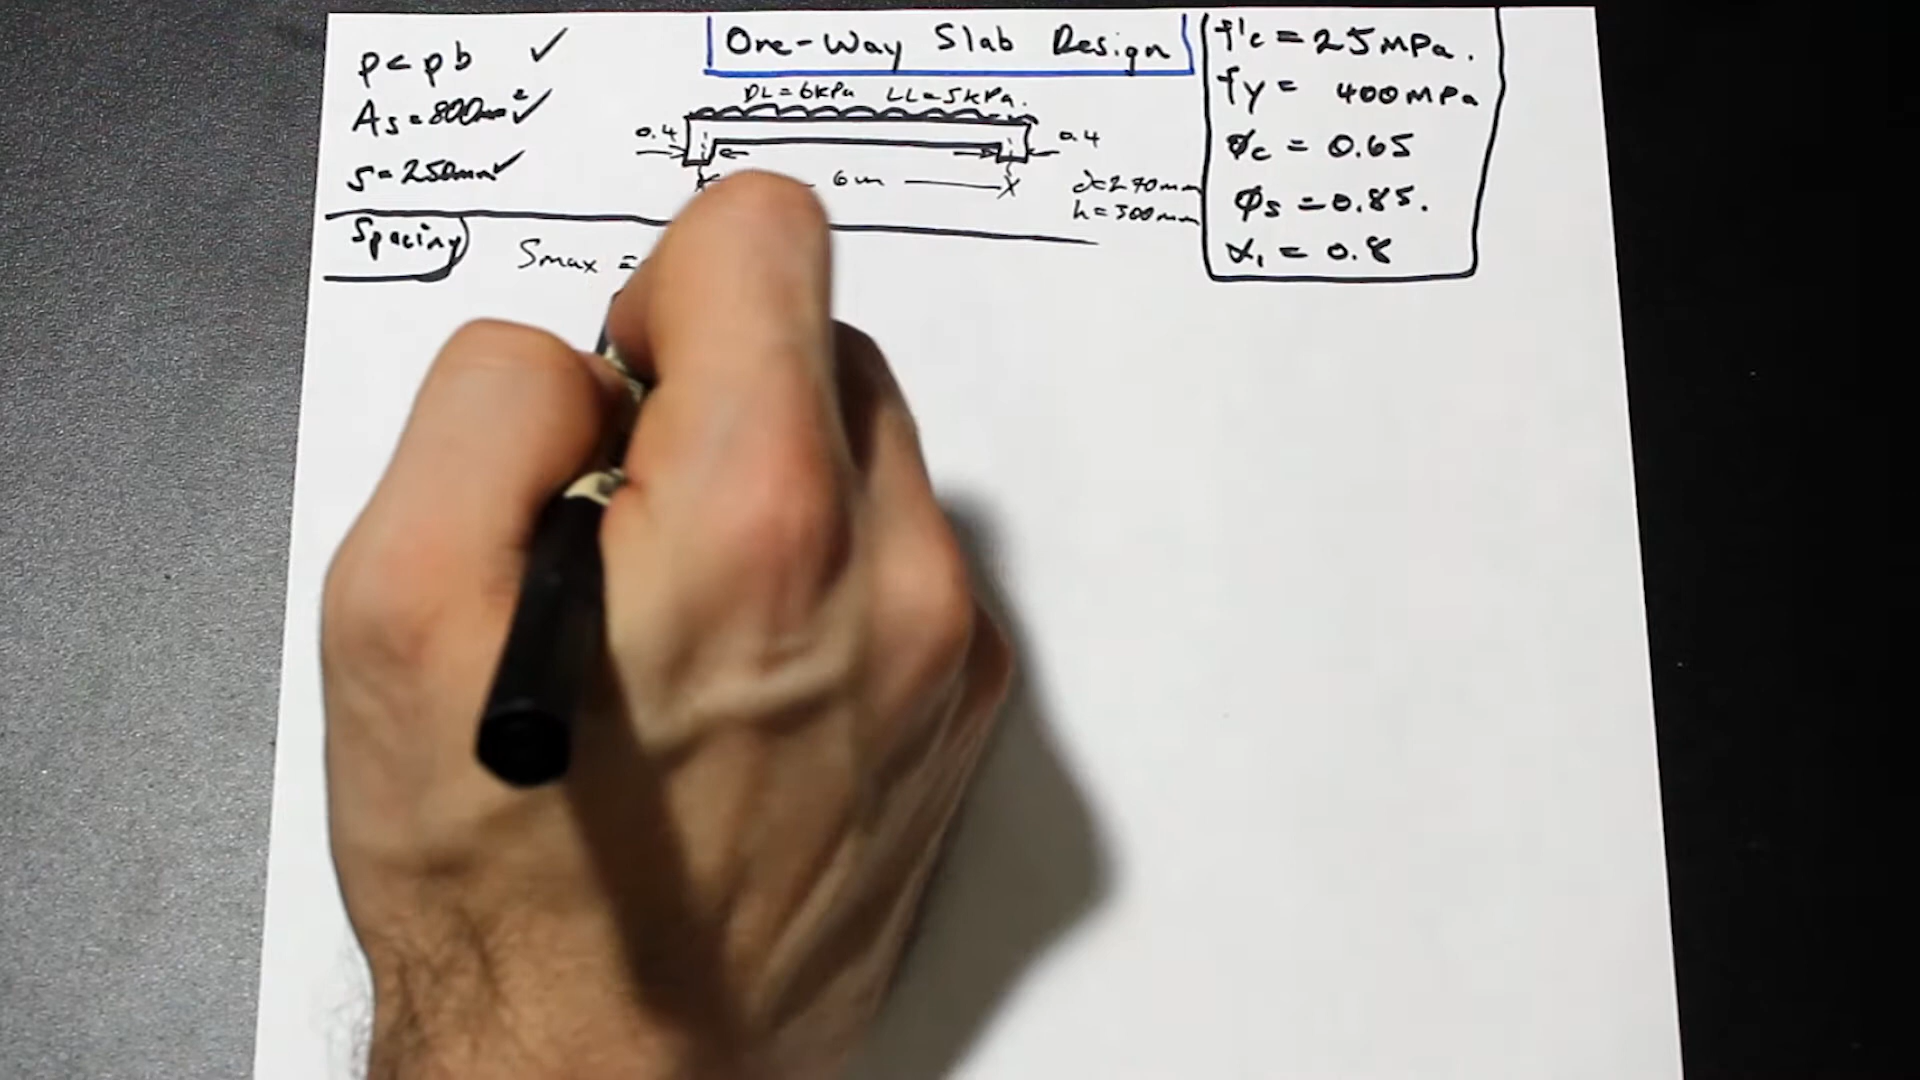 One-Way Slab Design
ρ < ρb ✓
As = 800mm² ✓
s = 250mm ✓
DL = 6kPa LL = 5kPa.
0.4
0.4
6m
d = 270mm
h = 300mm
f'c = 25MPa.
fy = 400MPa
φc = 0.65
φs = 0.85.
α₁ = 0.8
Spacing
Smax =